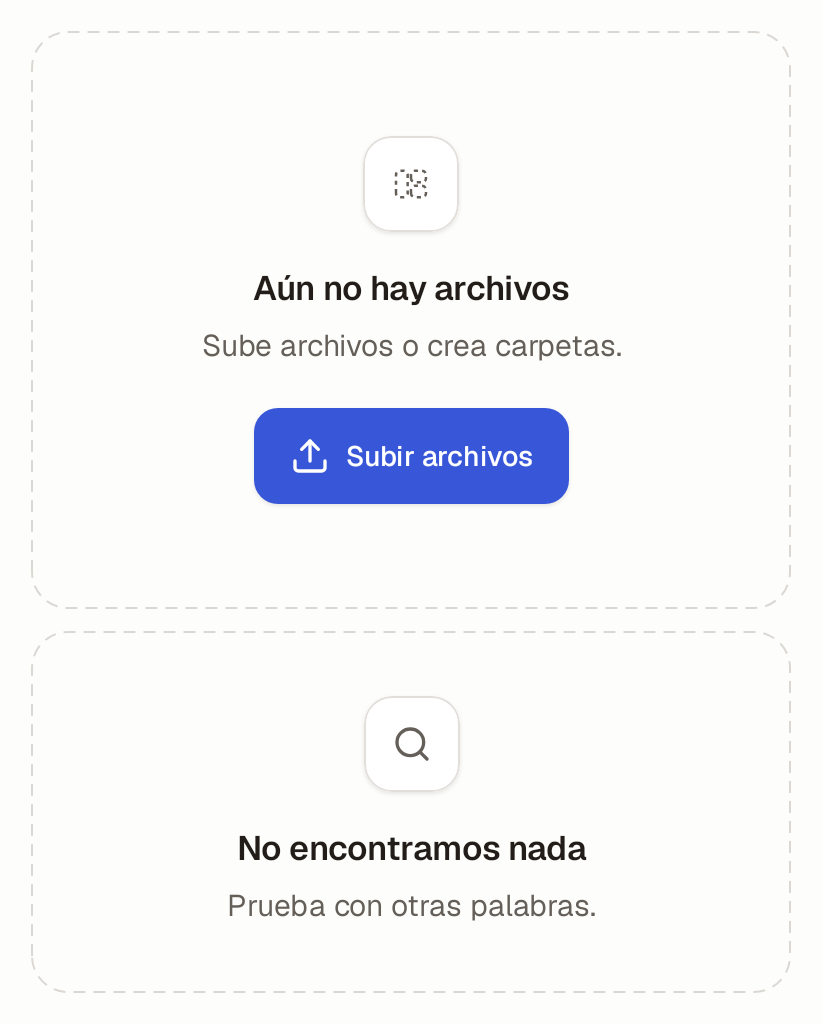 Aún no hay archivos
Sube archivos o crea carpetas.
Subir archivos
No encontramos nada
Prueba con otras palabras.